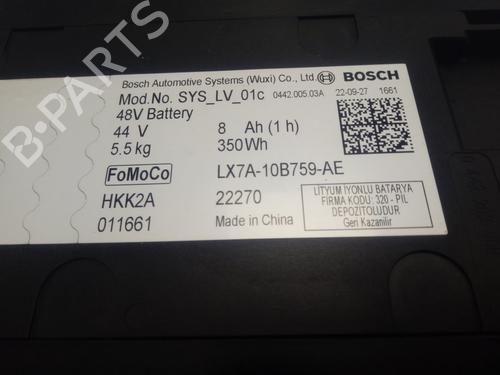 Bosch Automotive Systems (Wuxi) Co., Ltd. BOSCH
Mod.No. SYS_LV_01c 0442.005.03A 22-09-27 1661
48V Battery
44 V 8 Ah (1 h)
5.5 kg 350 Wh
FoMoCo LX7A-10B759-AE
HKK2A 22270
011661 Made in China
LITYUM IYONLU BATARYA
FIRMA KODU: 320 - PIL
DEPOZITOLUDUR
Geri Kazanilir
B-PARTS